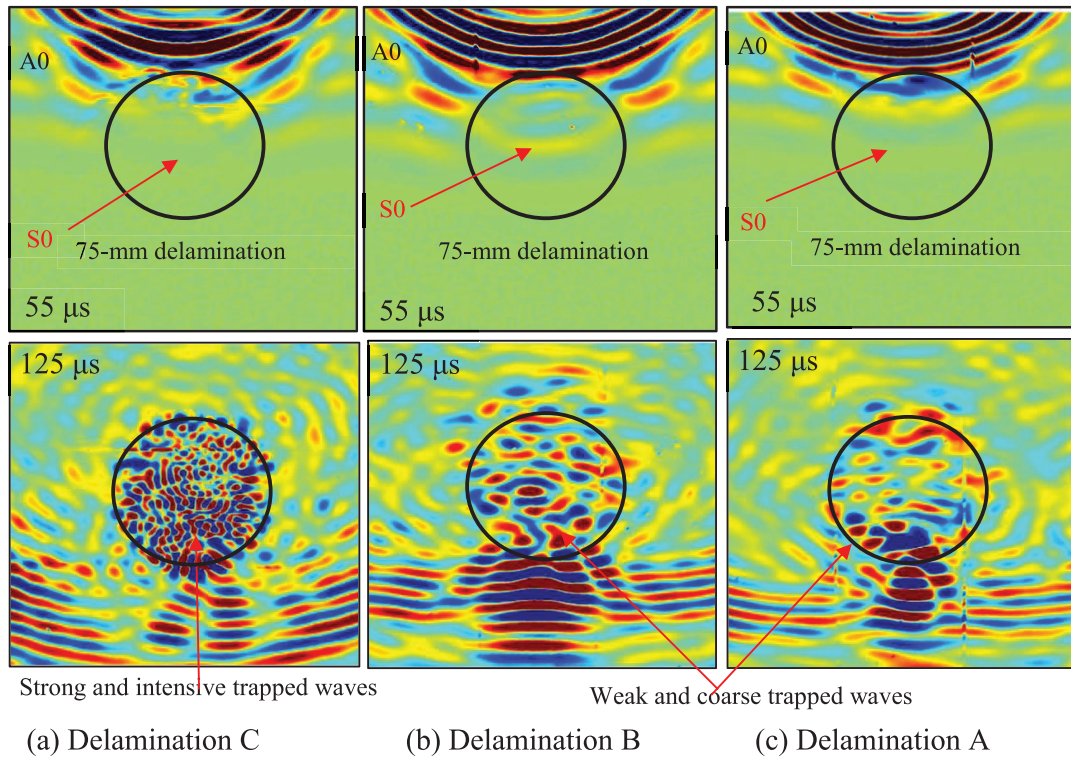 A0
A0
A0
S0
S0
S0
75-mm delamination
75-mm delamination
75-mm delamination
55 μs
55 μs
55 μs
125 μs
125 μs
125 μs
Strong and intensive trapped waves
Weak and coarse trapped waves
(a) Delamination C
(b) Delamination B
(c) Delamination A